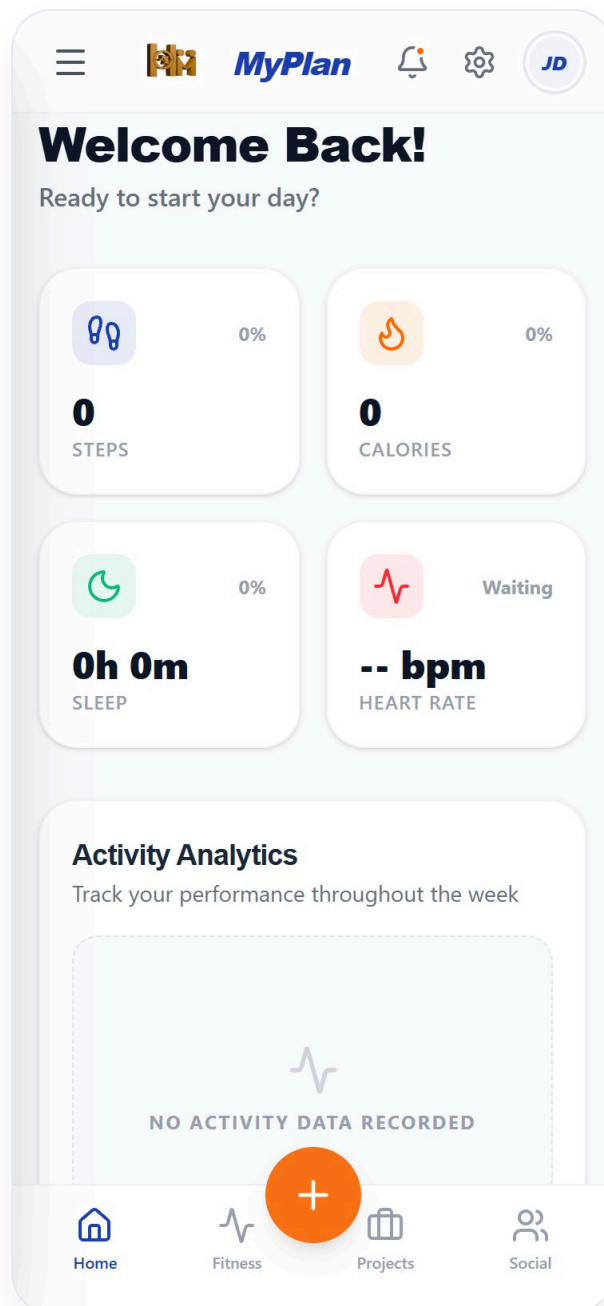 MyPlan
JD
Welcome Back!
Ready to start your day?
0%
0
STEPS
0%
0
CALORIES
0%
0h 0m
SLEEP
Waiting
-- bpm
HEART RATE
Activity Analytics
Track your performance throughout the week
NO ACTIVITY DATA RECORDED
Home
Fitness
Projects
Social